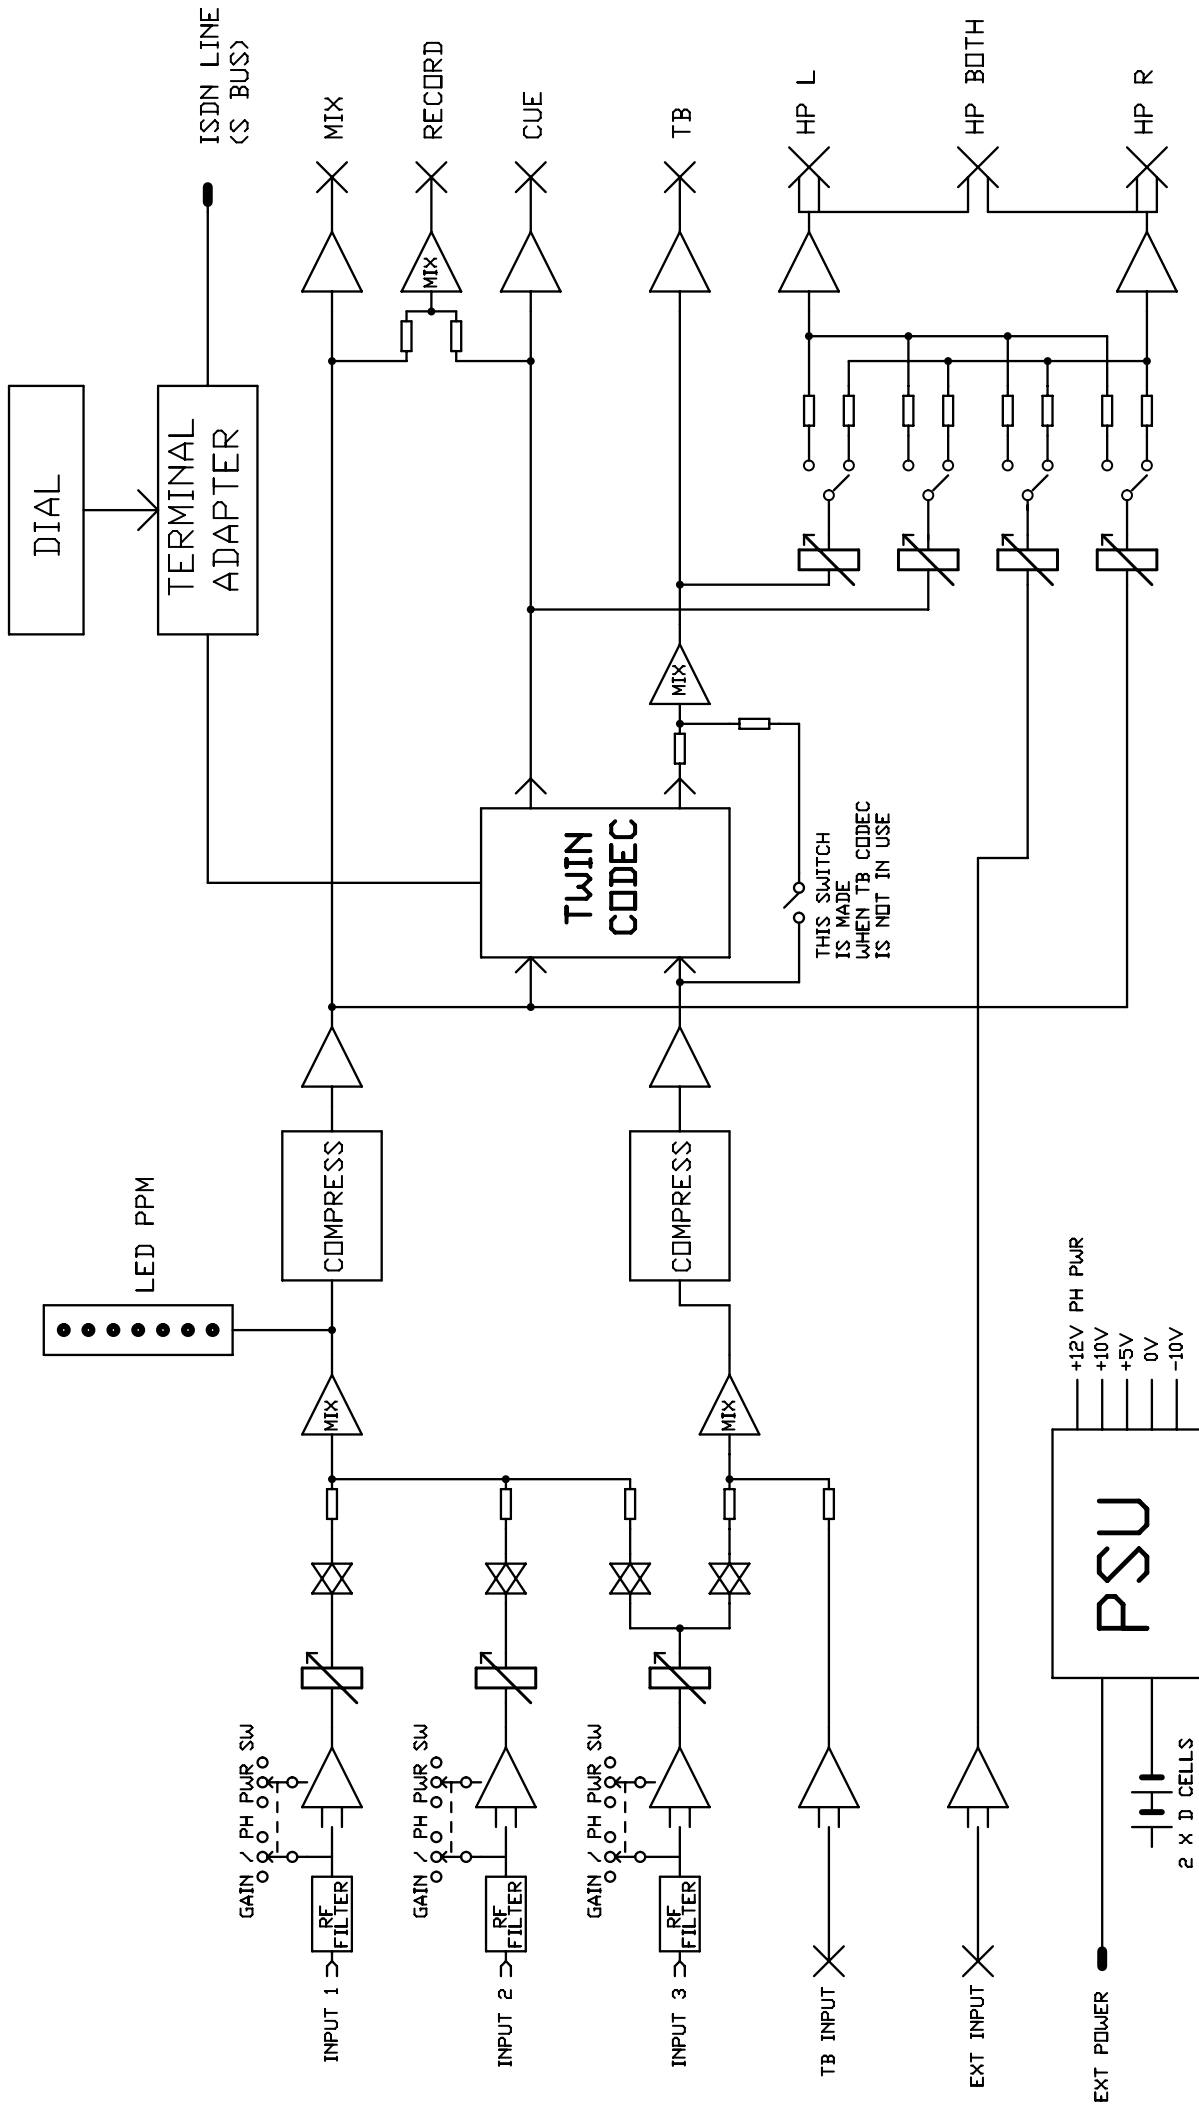 DIAL
TERMINAL
ADAPTER
ISDN LINE
(S BUS)
LED PPM
GAIN / PH PWR SW
INPUT 1
RF
FILTER
MIX
COMPRESS
MIX
MIX
RECORD
CUE
GAIN / PH PWR SW
INPUT 2
RF
FILTER
TWIN
CODEC
GAIN / PH PWR SW
INPUT 3
RF
FILTER
MIX
COMPRESS
MIX
TB
THIS SWITCH
IS MADE
WHEN TB CODEC
IS NOT IN USE
TB INPUT
HP L
EXT INPUT
HP BOTH
HP R
EXT POWER
2 X D CELLS
PSU
+12V PH PWR
+10V
+5V
0V
-10V